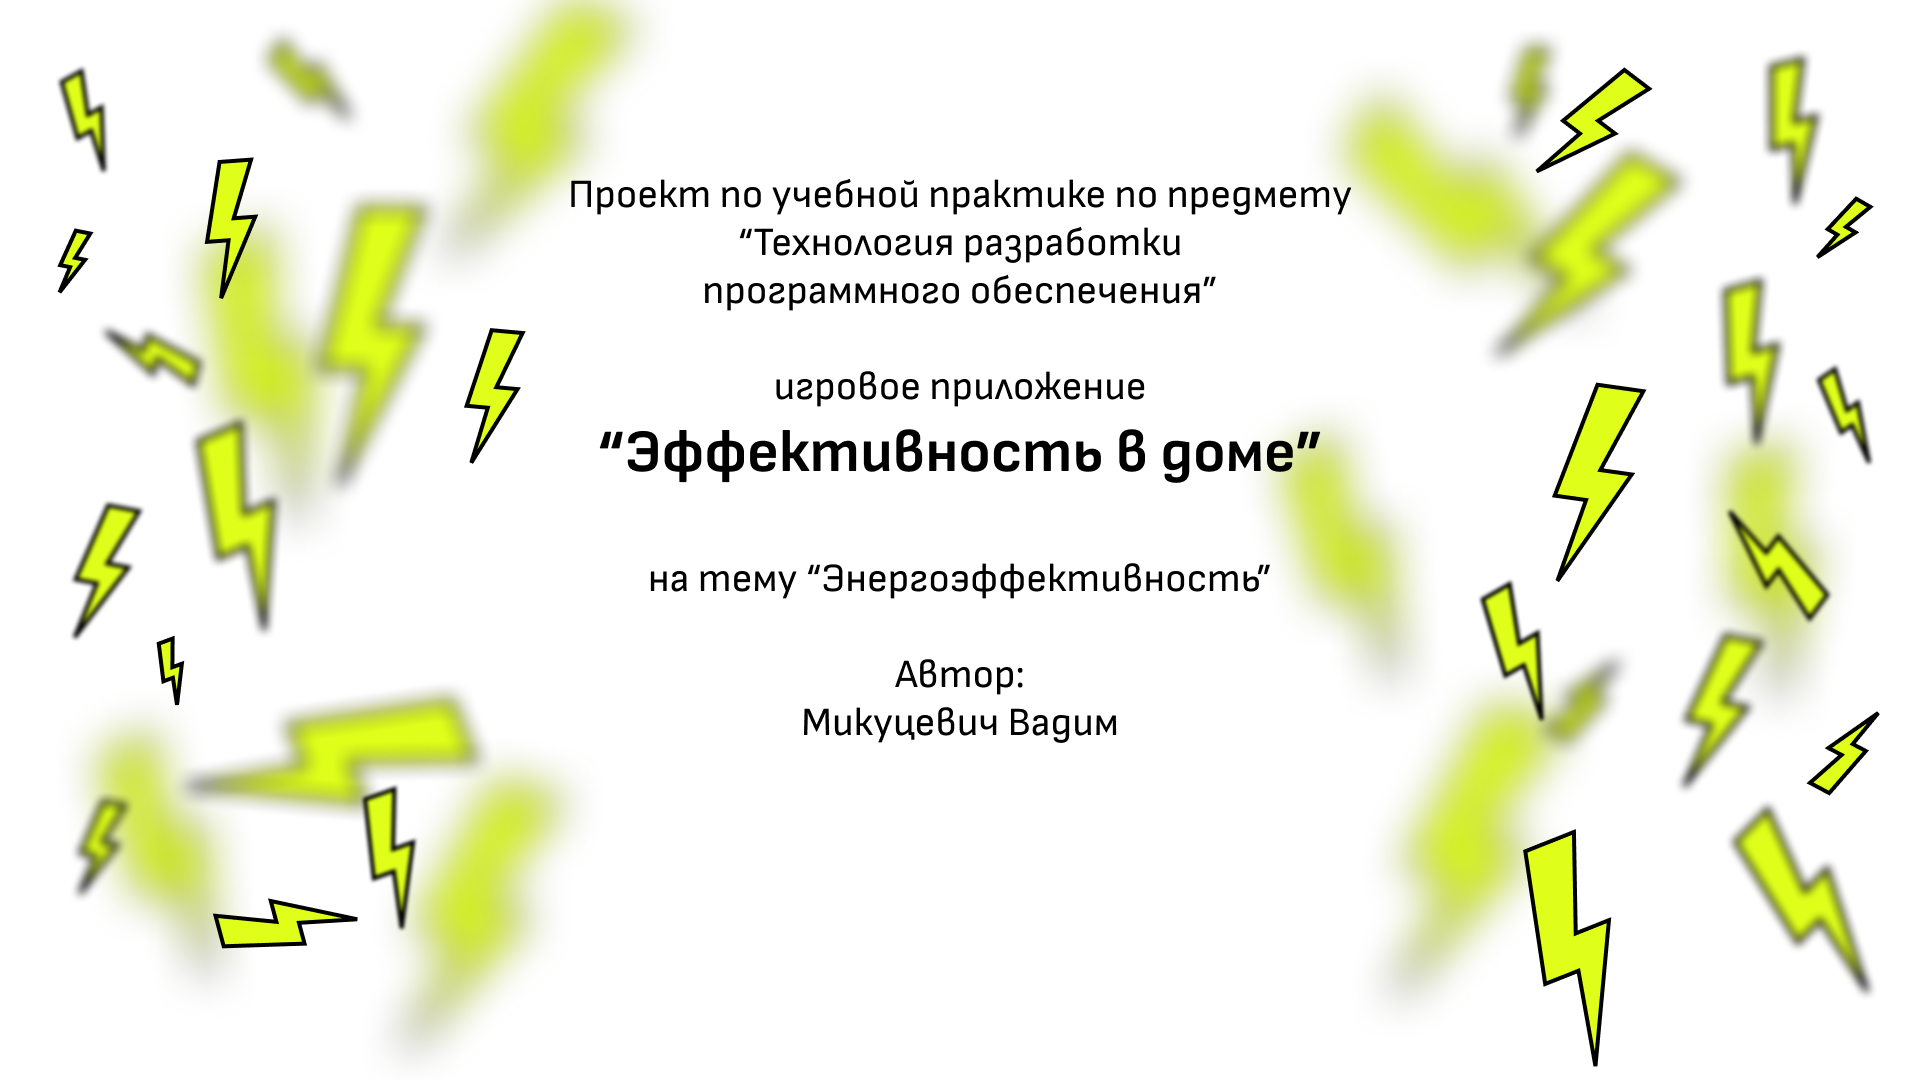 Проект по учебной практике по предмету
“Технология разработки
программного обеспечения”
игровое приложение
“Эффективность в доме”
на тему “Энергоэффективность”
Автор:
Микуцевич Вадим